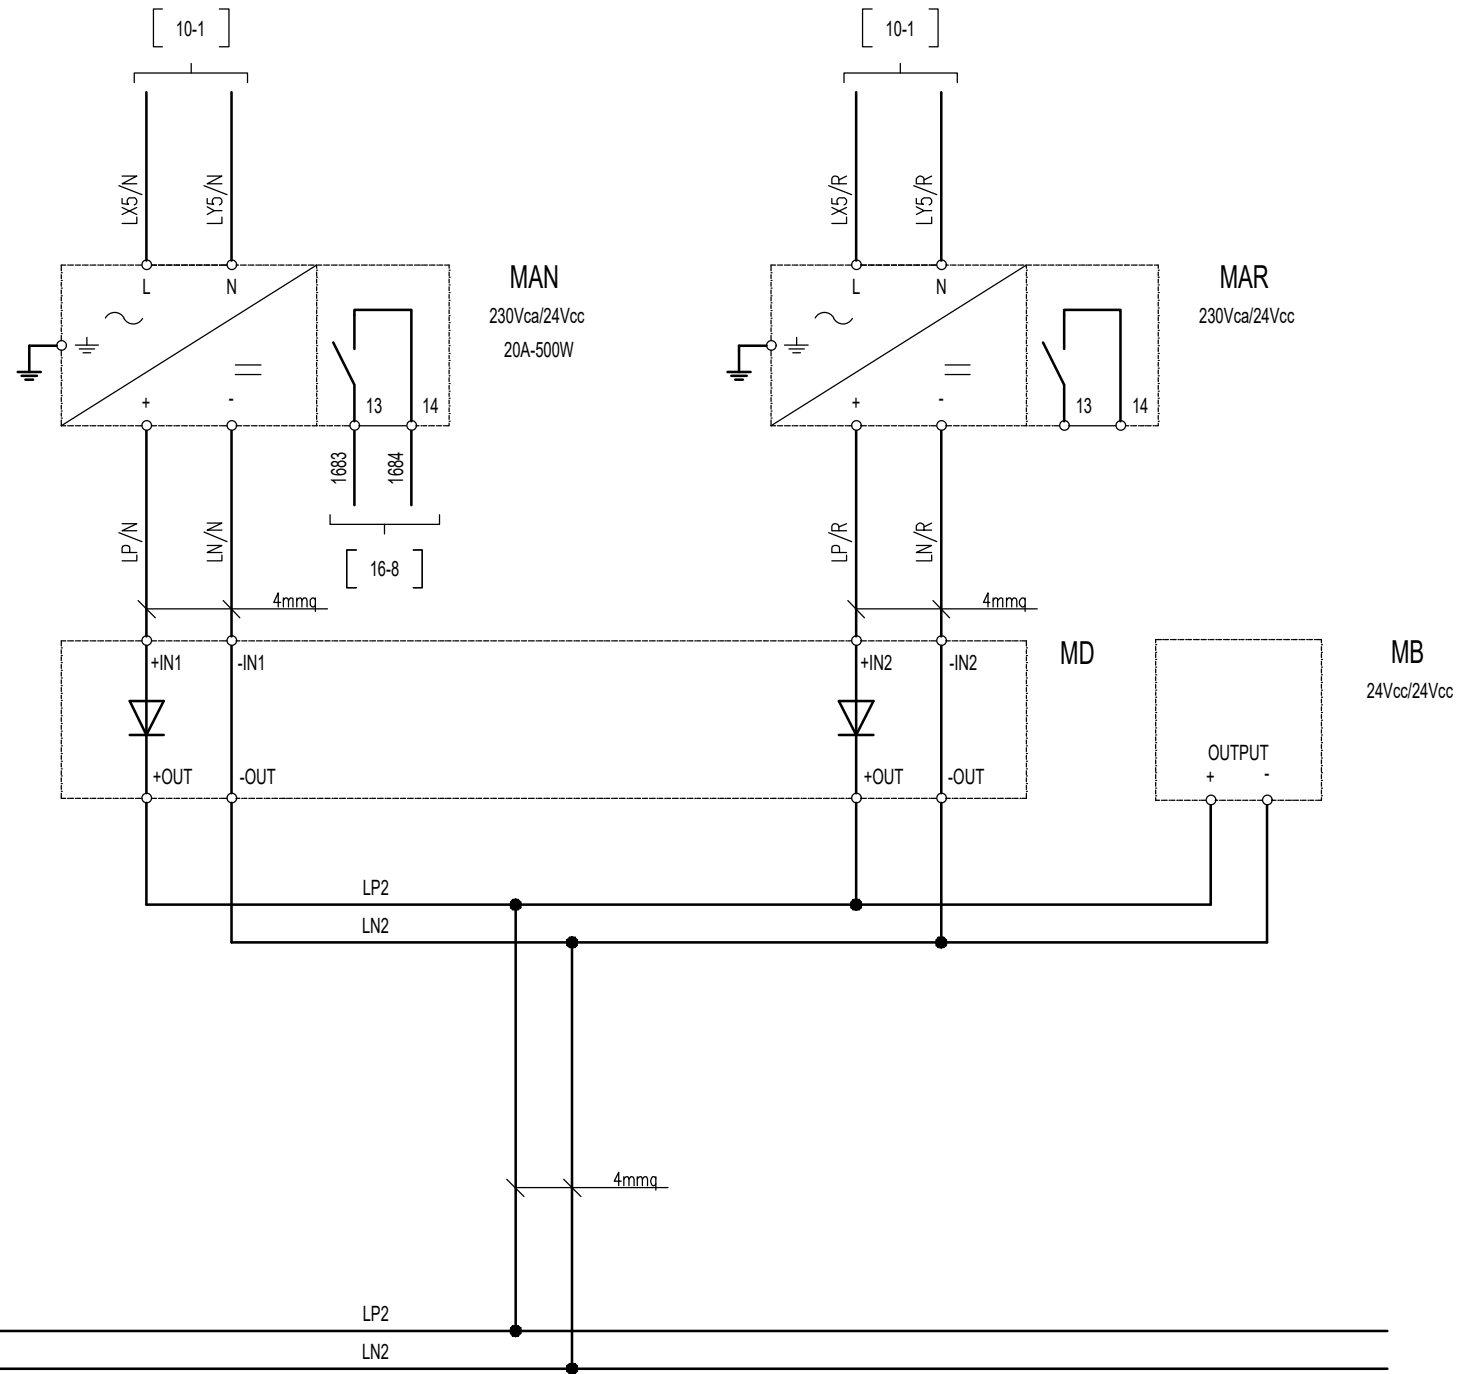 10-1
10-1
LX5/N
LY5/N
LX5/R
LY5/R
L
N
MAN
230Vca/24Vcc
20A-500W
+
-
13
14
L
N
MAR
230Vca/24Vcc
+
-
13
14
1683
1684
16-8
LP/N
LN/N
4mmq
LP/R
LN/R
4mmq
+IN1
-IN1
+IN2
-IN2
MD
+OUT
-OUT
+OUT
-OUT
MB
24Vcc/24Vcc
OUTPUT
+
-
LP2
LN2
4mmq
LP2
LN2